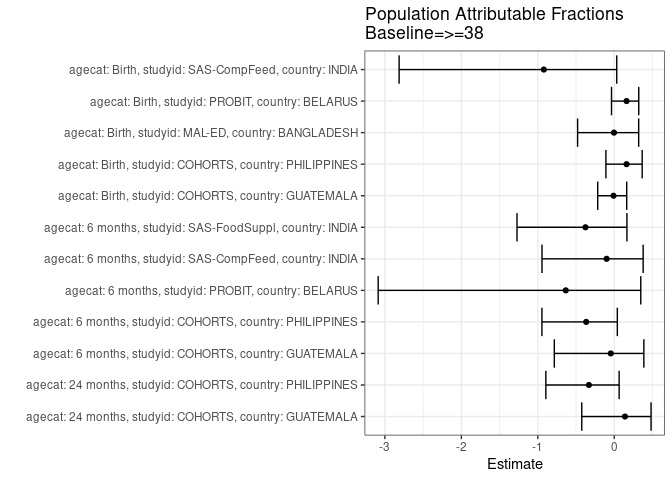 Population Attributable Fractions
Baseline=>=38
agecat: Birth, studyid: SAS-CompFeed, country: INDIA
agecat: Birth, studyid: PROBIT, country: BELARUS
agecat: Birth, studyid: MAL-ED, country: BANGLADESH
agecat: Birth, studyid: COHORTS, country: PHILIPPINES
agecat: Birth, studyid: COHORTS, country: GUATEMALA
agecat: 6 months, studyid: SAS-FoodSuppl, country: INDIA
agecat: 6 months, studyid: SAS-CompFeed, country: INDIA
agecat: 6 months, studyid: PROBIT, country: BELARUS
agecat: 6 months, studyid: COHORTS, country: PHILIPPINES
agecat: 6 months, studyid: COHORTS, country: GUATEMALA
agecat: 24 months, studyid: COHORTS, country: PHILIPPINES
agecat: 24 months, studyid: COHORTS, country: GUATEMALA
-3 -2 -1 0
Estimate